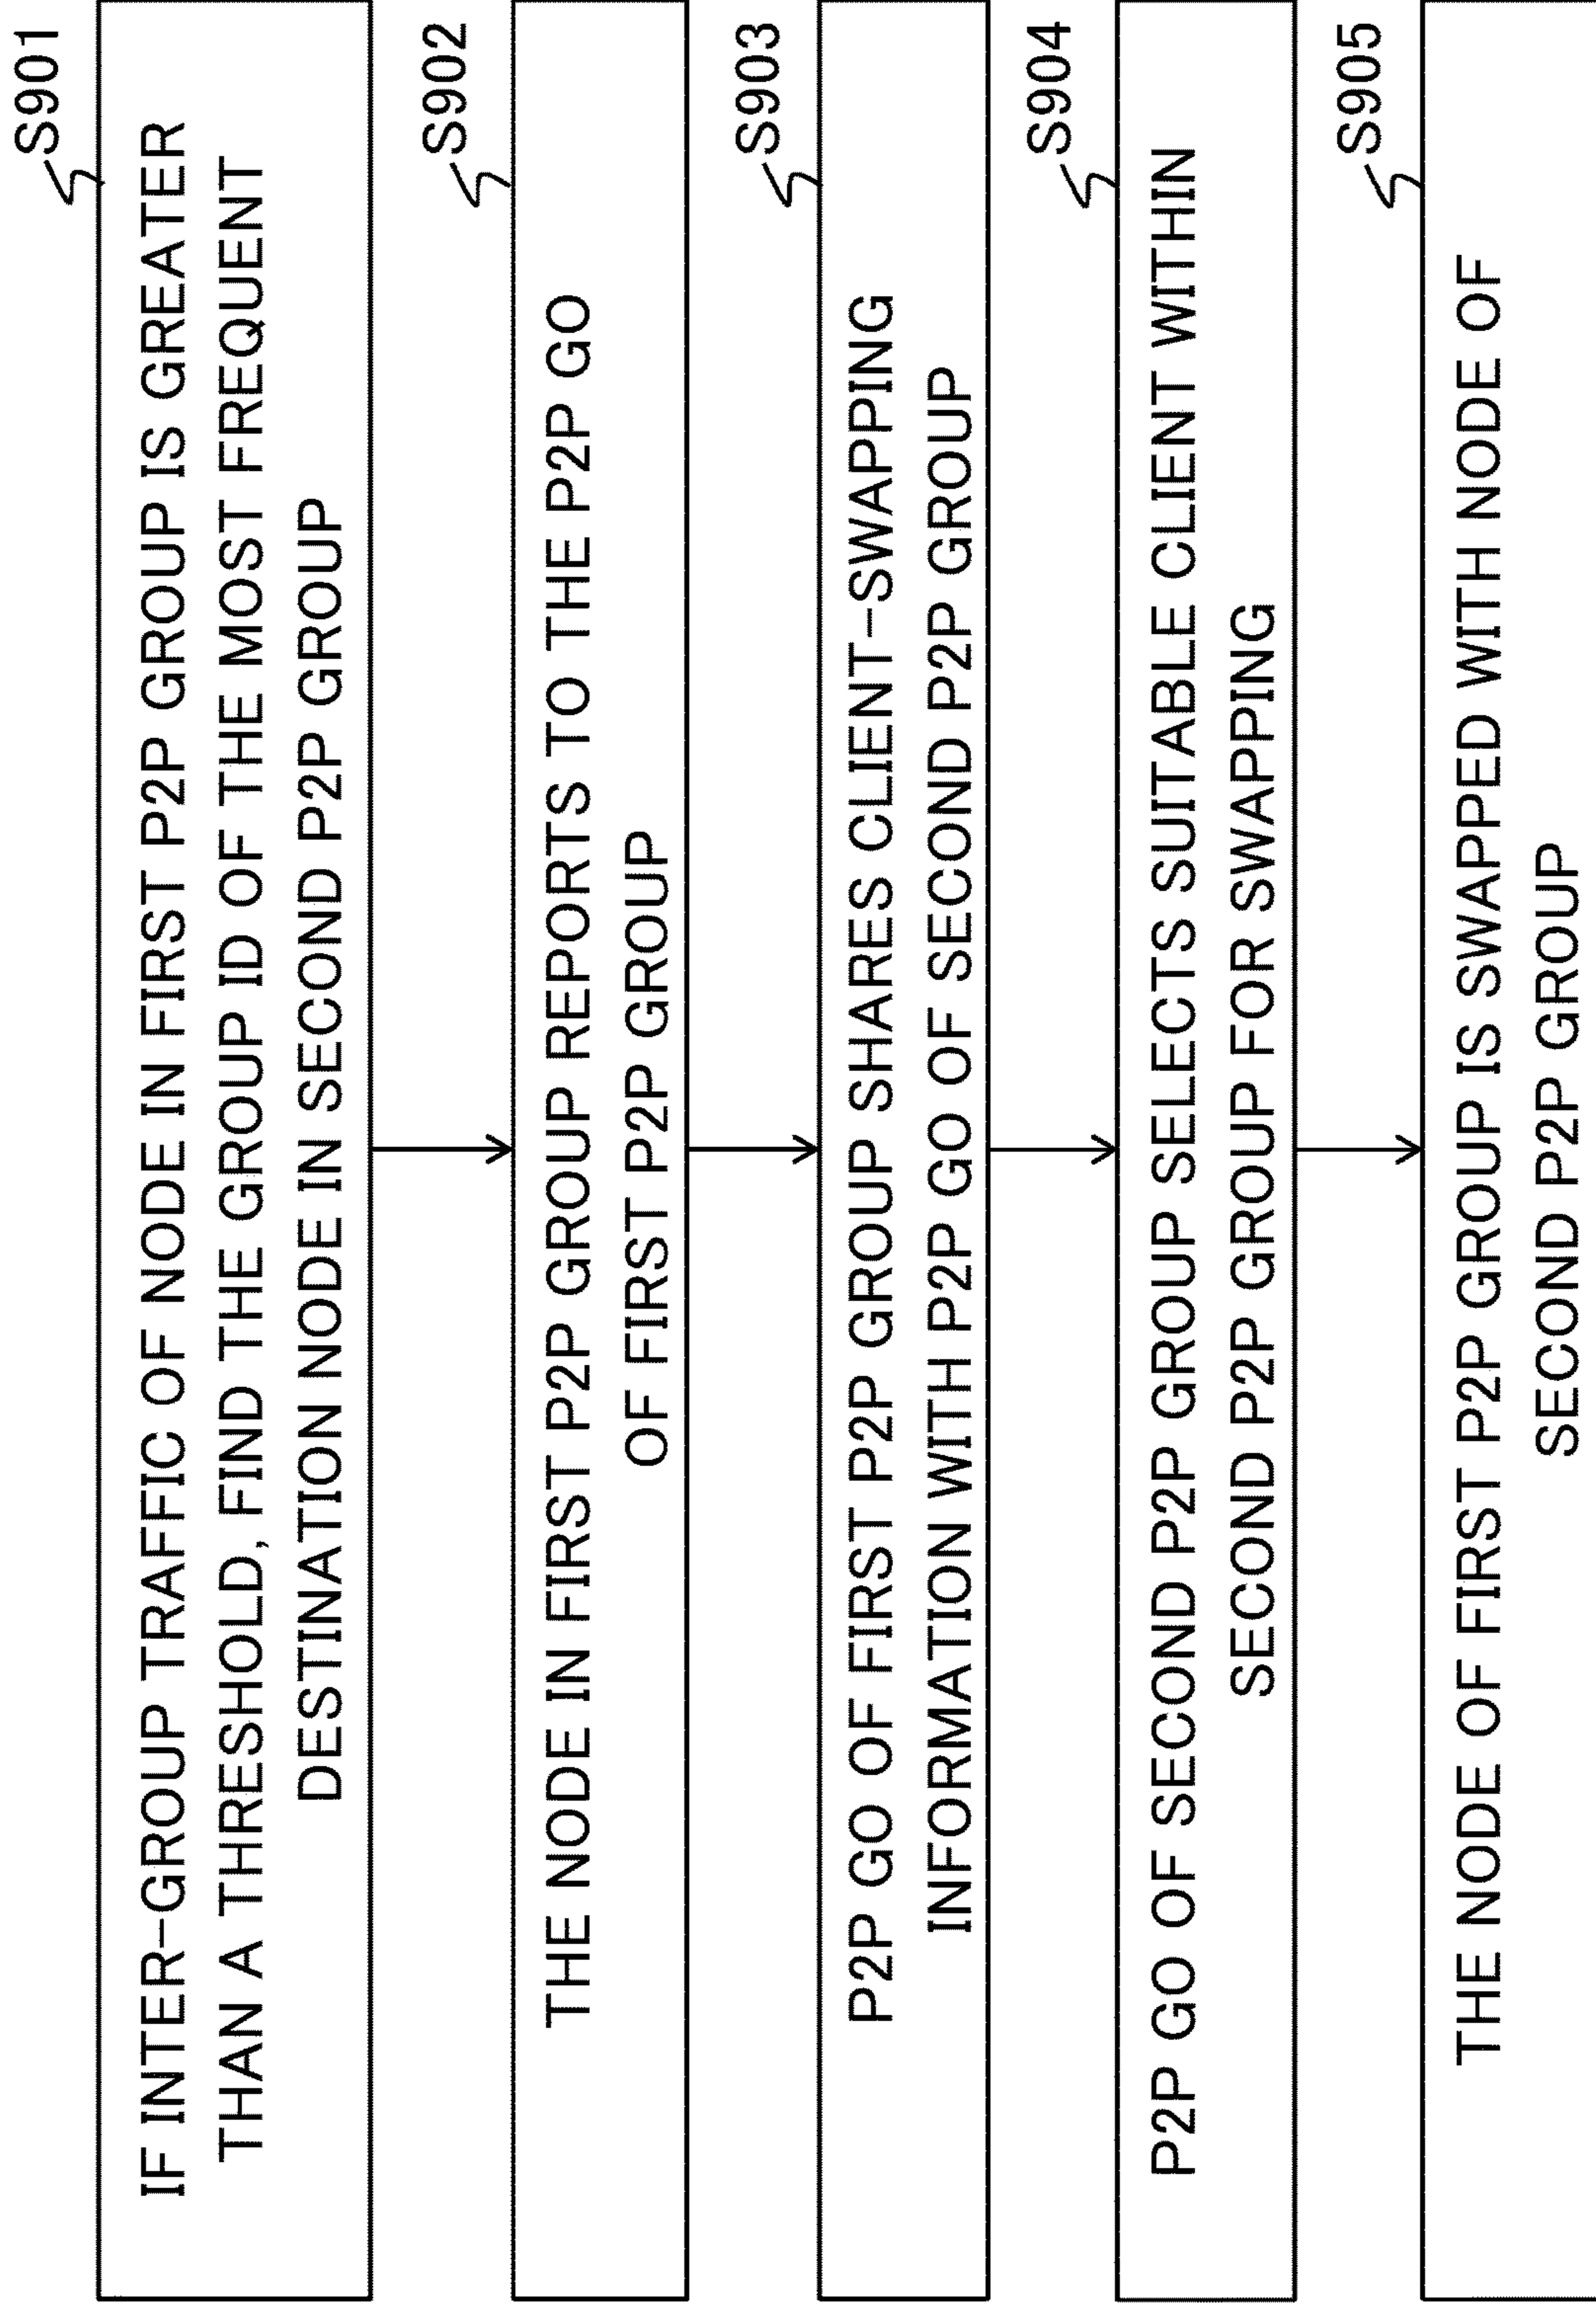 S901
IF INTER-GROUP TRAFFIC OF NODE IN FIRST P2P GROUP IS GREATER
THAN A THRESHOLD, FIND THE GROUP ID OF THE MOST FREQUENT
DESTINATION NODE IN SECOND P2P GROUP
S902
THE NODE IN FIRST P2P GROUP REPORTS TO THE P2P GO
OF FIRST P2P GROUP
S903
P2P GO OF FIRST P2P GROUP SHARES CLIENT-SWAPPING
INFORMATION WITH P2P GO OF SECOND P2P GROUP
S904
P2P GO OF SECOND P2P GROUP SELECTS SUITABLE CLIENT WITHIN
SECOND P2P GROUP FOR SWAPPING
S905
THE NODE OF FIRST P2P GROUP IS SWAPPED WITH NODE OF
SECOND P2P GROUP